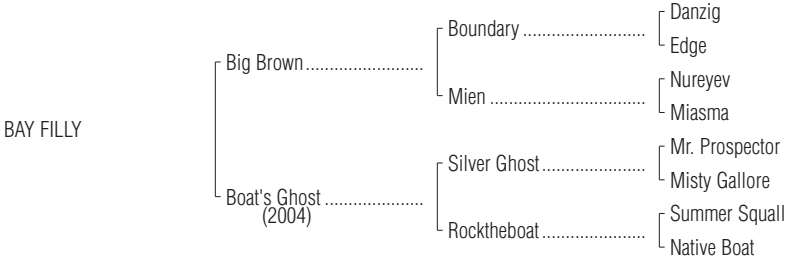 Danzig
Boundary ........................
Edge
Big Brown.......................
Nureyev
Mien ..............................
Miasma
BAY FILLY
Mr. Prospector
Silver Ghost....................
Misty Gallore
Boat's Ghost ...................
(2004)
Summer Squall
Rocktheboat....................
Native Boat